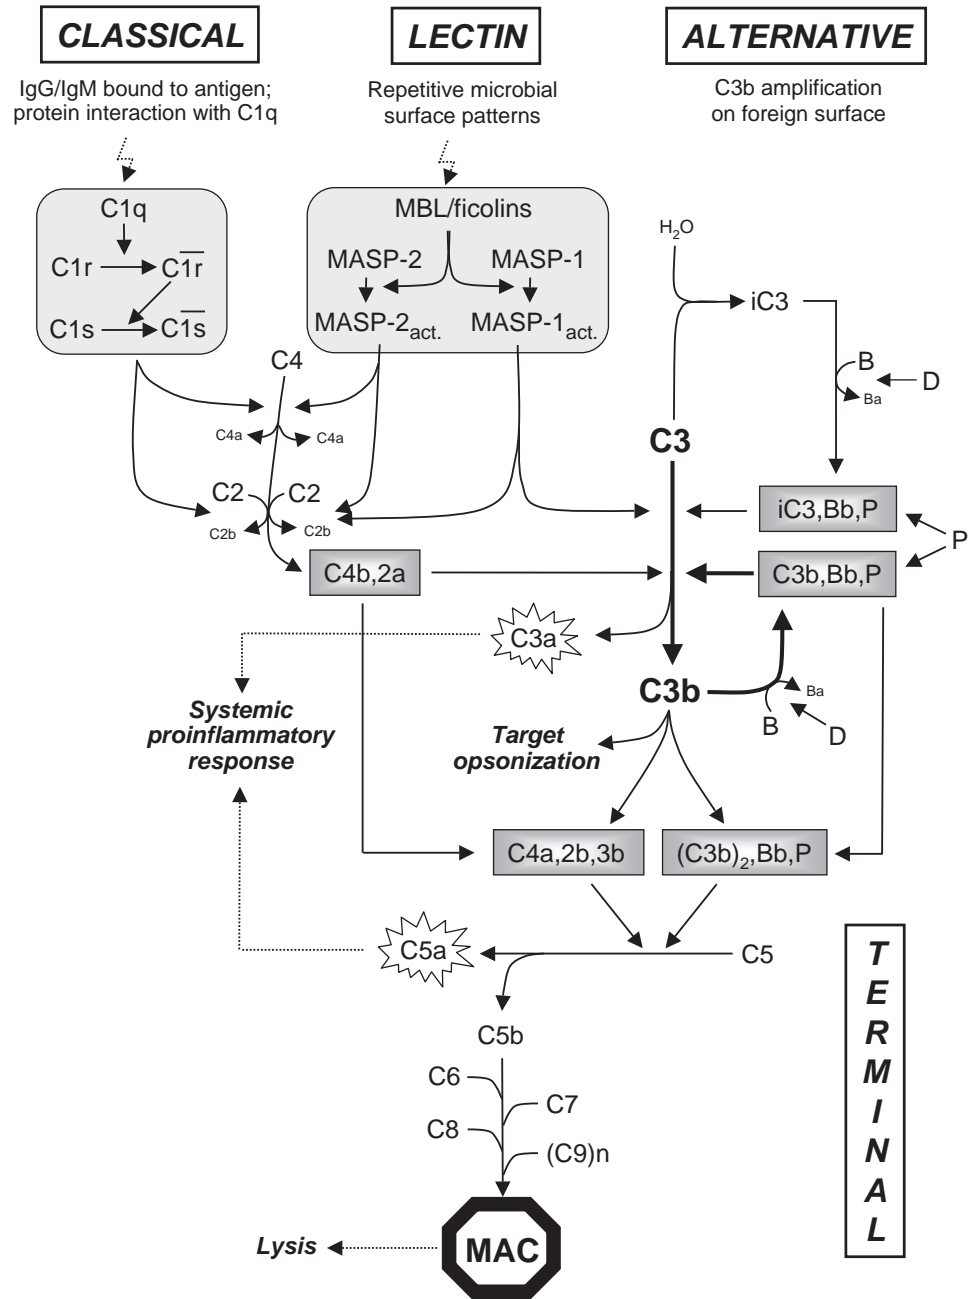 CLASSICAL
LECTIN
ALTERNATIVE
IgG/IgM bound to antigen;
protein interaction with C1q
Repetitive microbial
surface patterns
C3b amplification
on foreign surface
C1q
C1r
C1r
C1s
C1s
MBL/ficolins
MASP-2
MASP-1
MASP-2act.
MASP-1act.
H2O
iC3
B
D
Ba
C4
C4a
C4a
C3
C2
C2
C2b
C2b
iC3,Bb,P
P
C4b,2a
C3b,Bb,P
C3a
C3b
Ba
B
D
Systemic
proinflammatory
response
Target
opsonization
C4a,2b,3b
(C3b)2,Bb,P
C5a
C5
C5b
C6
C7
C8
(C9)n
MAC
Lysis
T
E
R
M
I
N
A
L